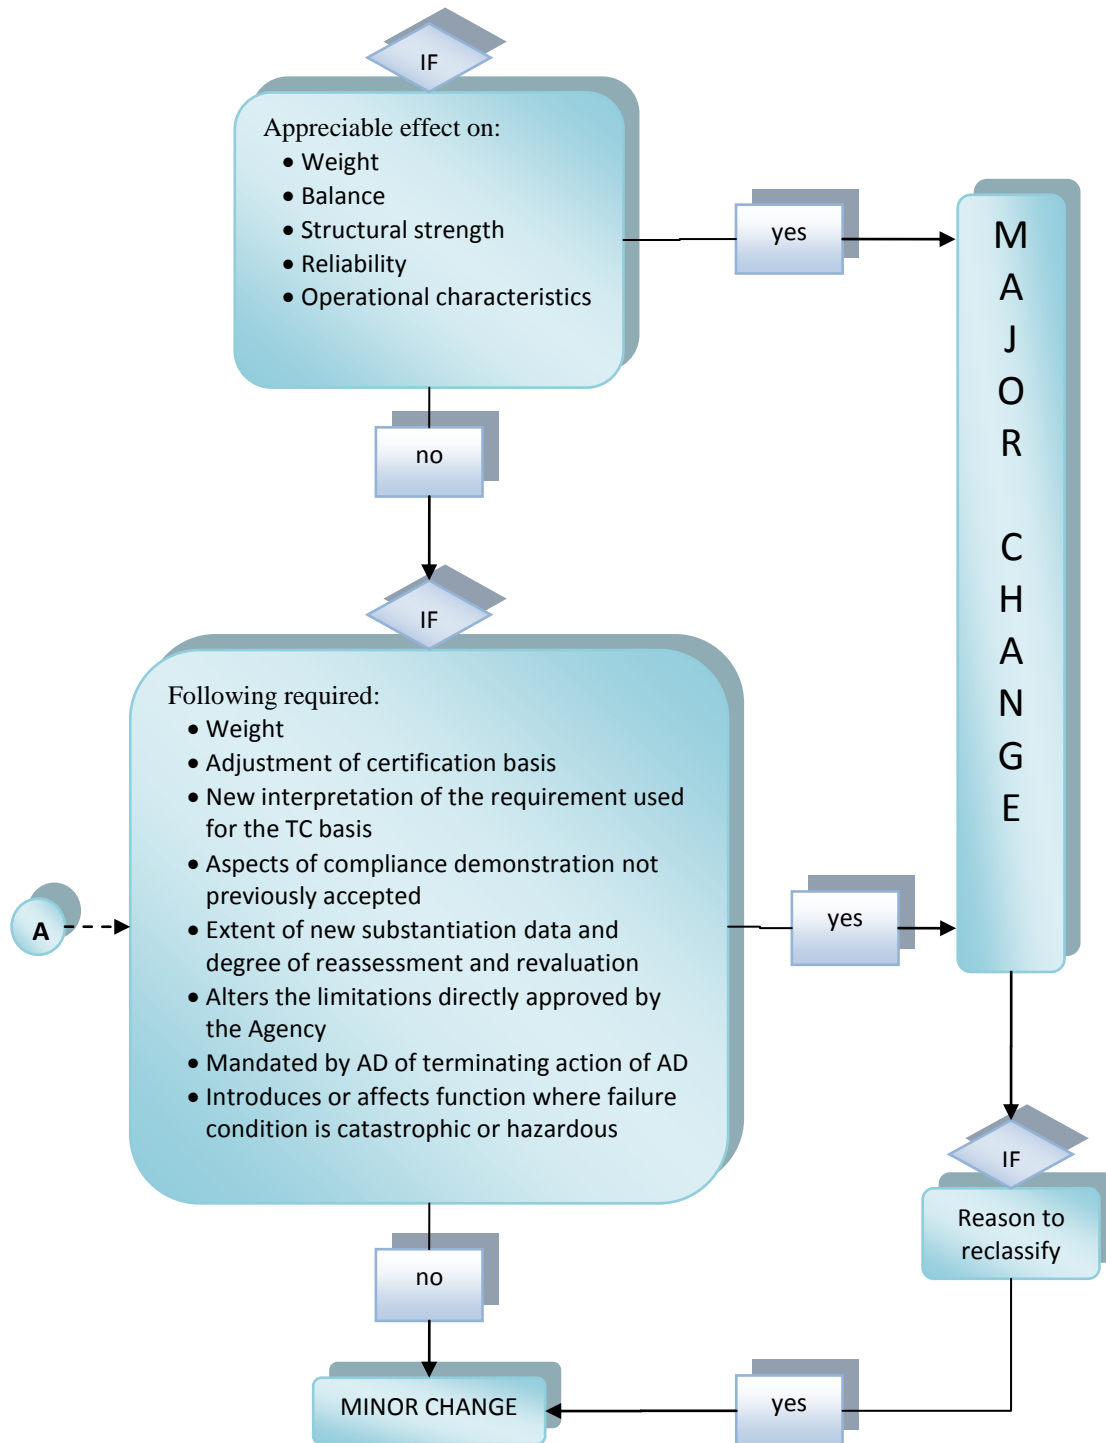 IF
Appreciable effect on:
• Weight
• Balance
• Structural strength
• Reliability
• Operational characteristics
yes
MAJOR CHANGE
no
IF
Following required:
• Weight
• Adjustment of certification basis
• New interpretation of the requirement used
for the TC basis
• Aspects of compliance demonstration not
previously accepted
• Extent of new substantiation data and
degree of reassessment and revaluation
• Alters the limitations directly approved by
the Agency
• Mandated by AD of terminating action of AD
• Introduces or affects function where failure
condition is catastrophic or hazardous
A
yes
IF
Reason to
reclassify
no
MINOR CHANGE
yes